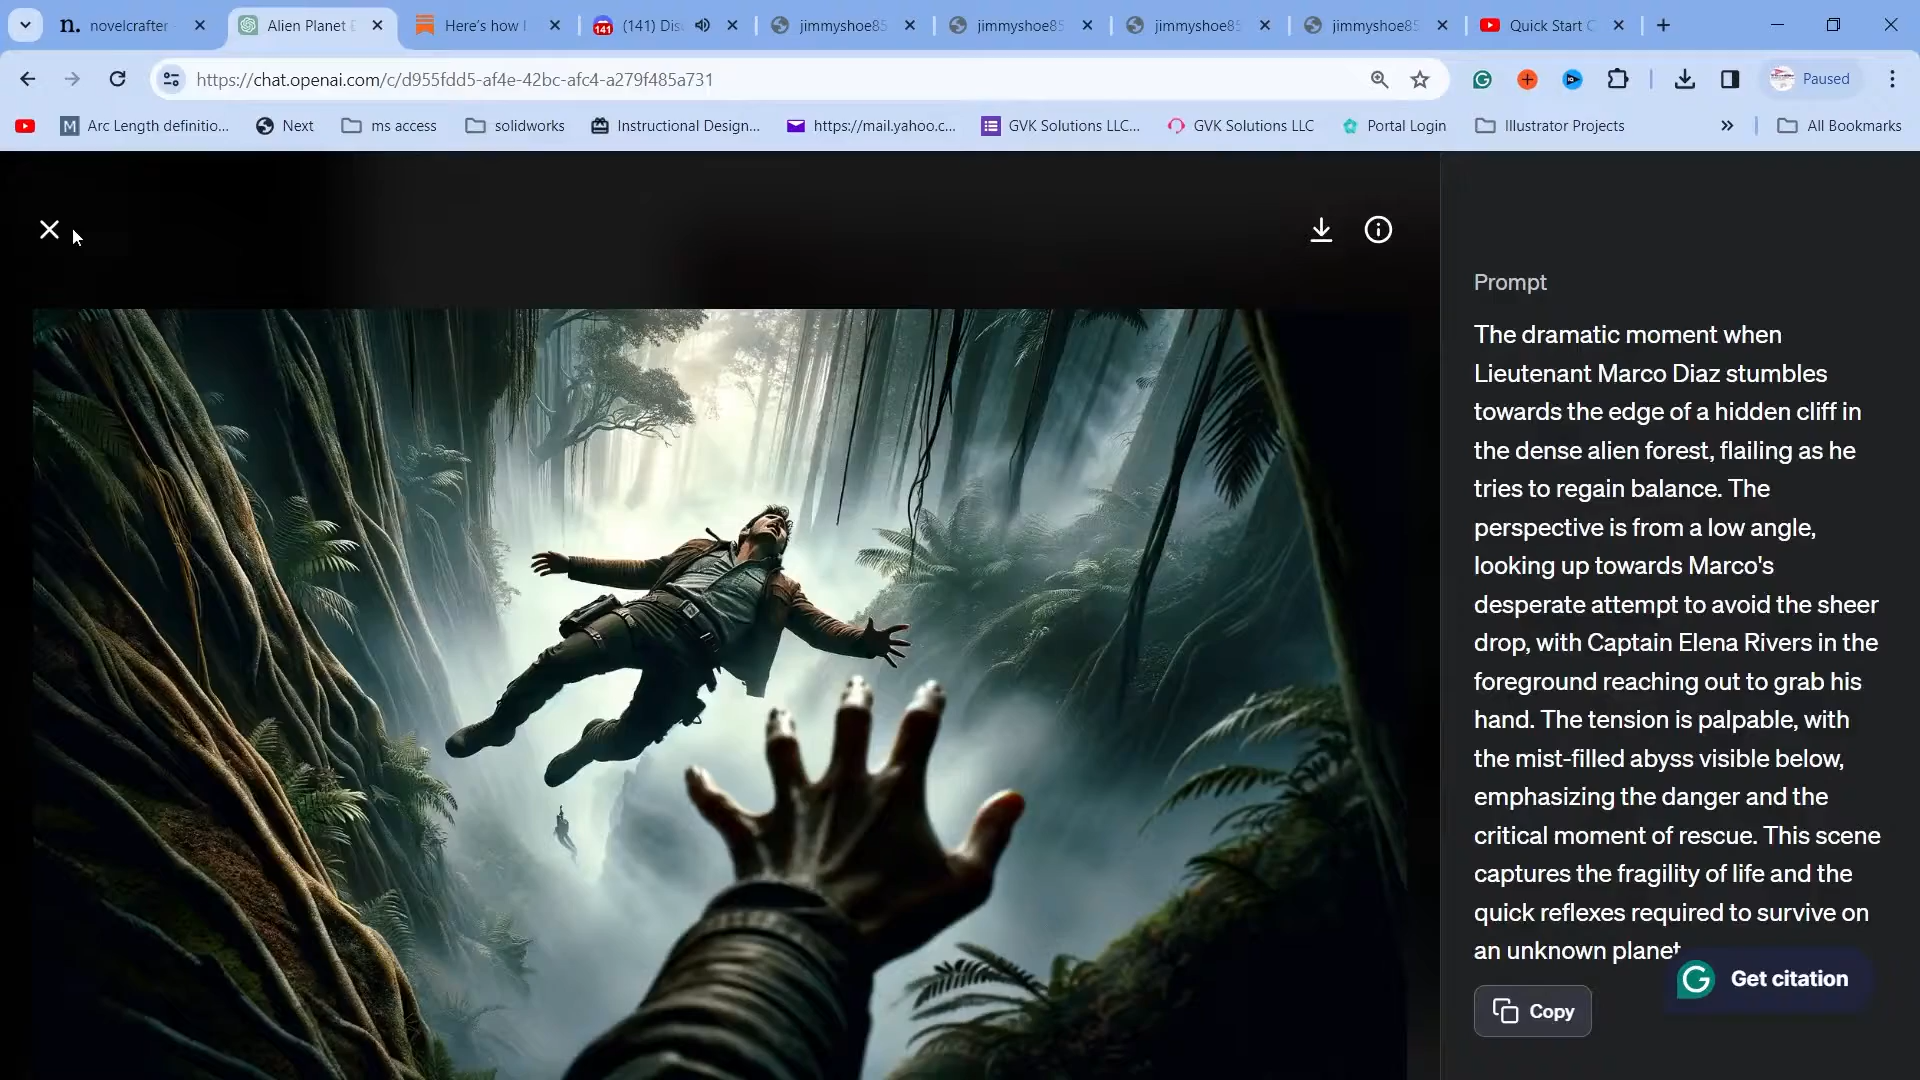 n. novelcrafter
Alien Planet
Here's how I
141
(141) Dis
jimmyshoe85
jimmyshoe85
jimmyshoe85
jimmyshoe85
Quick Start
https://chat.openai.com/c/d955fdd5-af4e-42bc-afc4-a279f485a731
Paused
M Arc Length definitio...
Next
ms access
solidworks
Instructional Design...
https://mail.yahoo.c...
GVK Solutions LLC...
GVK Solutions LLC
Portal Login
Illustrator Projects
All Bookmarks
Prompt
The dramatic moment when
Lieutenant Marco Diaz stumbles
towards the edge of a hidden cliff in
the dense alien forest, flailing as he
tries to regain balance. The
perspective is from a low angle,
looking up towards Marco's
desperate attempt to avoid the sheer
drop, with Captain Elena Rivers in the
foreground reaching out to grab his
hand. The tension is palpable, with
the mist-filled abyss visible below,
emphasizing the danger and the
critical moment of rescue. This scene
captures the fragility of life and the
quick reflexes required to survive on
an unknown planet
Get citation
Copy